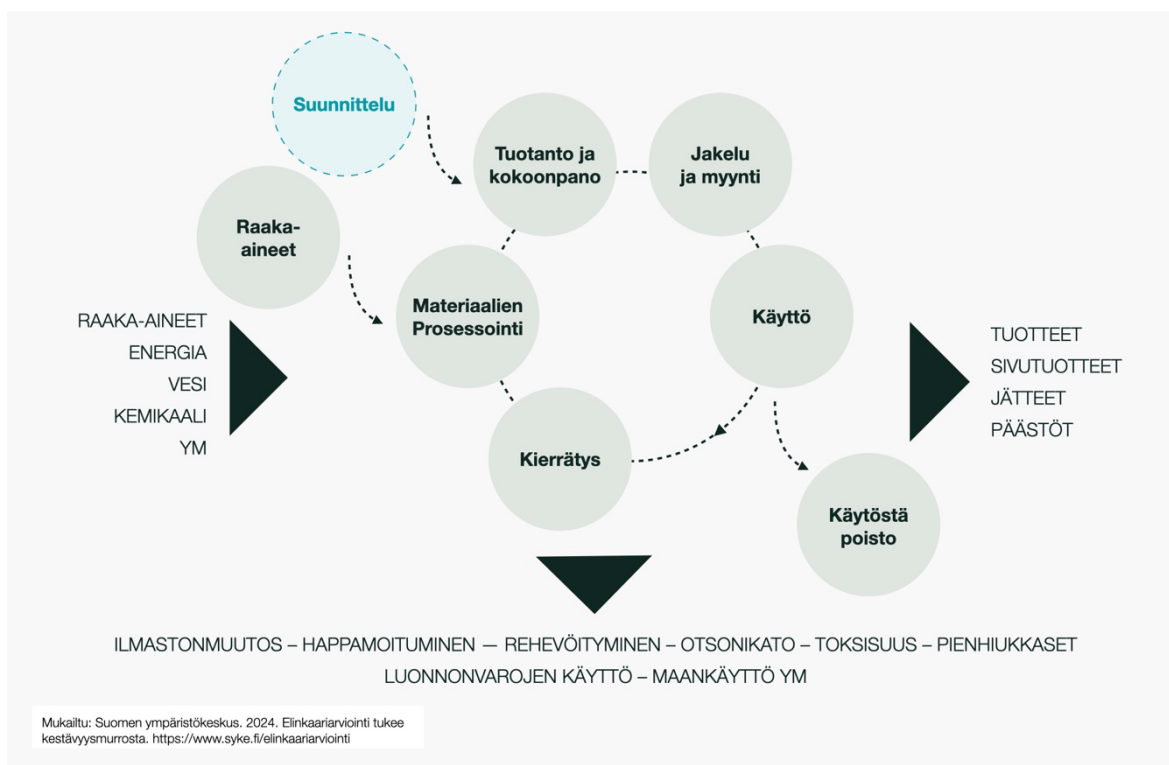 Suunnittelu
Tuotanto ja
kokoonpano
Jakelu
ja myynti
Raaka-
aineet
Materiaalien
Prosessointi
Käyttö
RAAKA-AINEET
ENERGIA
VESI
KEMIKAALI
YM
TUOTTEET
SIVUTUOTTEET
JÄTTEET
PÄÄSTÖT
Kierrätys
Käytöstä
poisto
ILMASTONMUUTOS – HAPPAMOITUMINEN — REHEVÖITYMINEN – OTSONIKATO – TOKSISUUS – PIENHIUKKASET
LUONNONVAROJEN KÄYTTÖ – MAANKÄYTTÖ YM
Mukailtu: Suomen ympäristökeskus. 2024. Elinkaariarviointi tukee
kestävyysmurrosta. https://www.syke.fi/elinkaariarviointi